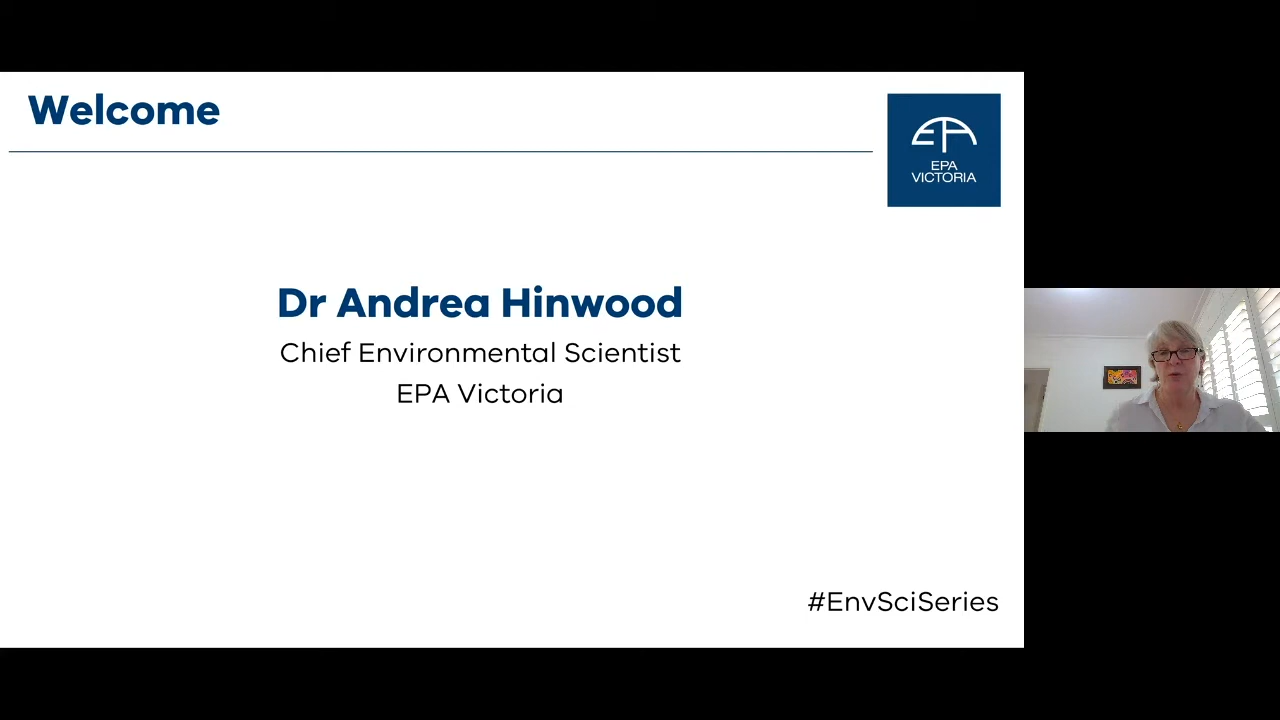 Welcome
EPA
VICTORIA
Dr Andrea Hinwood
Chief Environmental Scientist
EPA Victoria
#EnvSciSeries